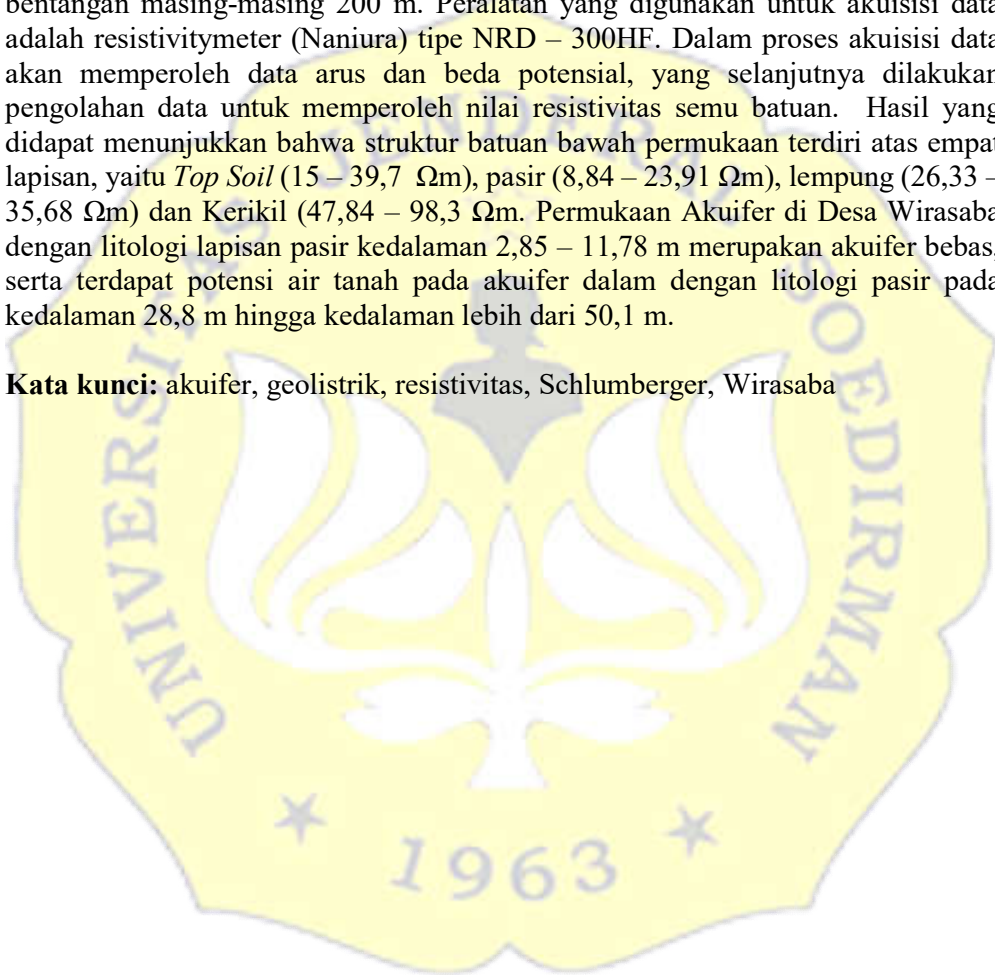 bentangan masing-masing 200 m. Peralatan yang digunakan untuk akuisisi data
adalah resistivitymeter (Naniura) tipe NRD – 300HF. Dalam proses akuisisi data
akan memperoleh data arus dan beda potensial, yang selanjutnya dilakukan
pengolahan data untuk memperoleh nilai resistivitas semu batuan. Hasil yang
didapat menunjukkan bahwa struktur batuan bawah permukaan terdiri atas empat
lapisan, yaitu Top Soil (15 – 39,7 Ωm), pasir (8,84 – 23,91 Ωm), lempung (26,33 –
35,68 Ωm) dan Kerikil (47,84 – 98,3 Ωm. Permukaan Akuifer di Desa Wirasaba
dengan litologi lapisan pasir kedalaman 2,85 – 11,78 m merupakan akuifer bebas,
serta terdapat potensi air tanah pada akuifer dalam dengan litologi pasir pada
kedalaman 28,8 m hingga kedalaman lebih dari 50,1 m.
Kata kunci: akuifer, geolistrik, resistivitas, Schlumberger, Wirasaba
UNIVERSITAS JENDERAL SOEDIRMAN
1963